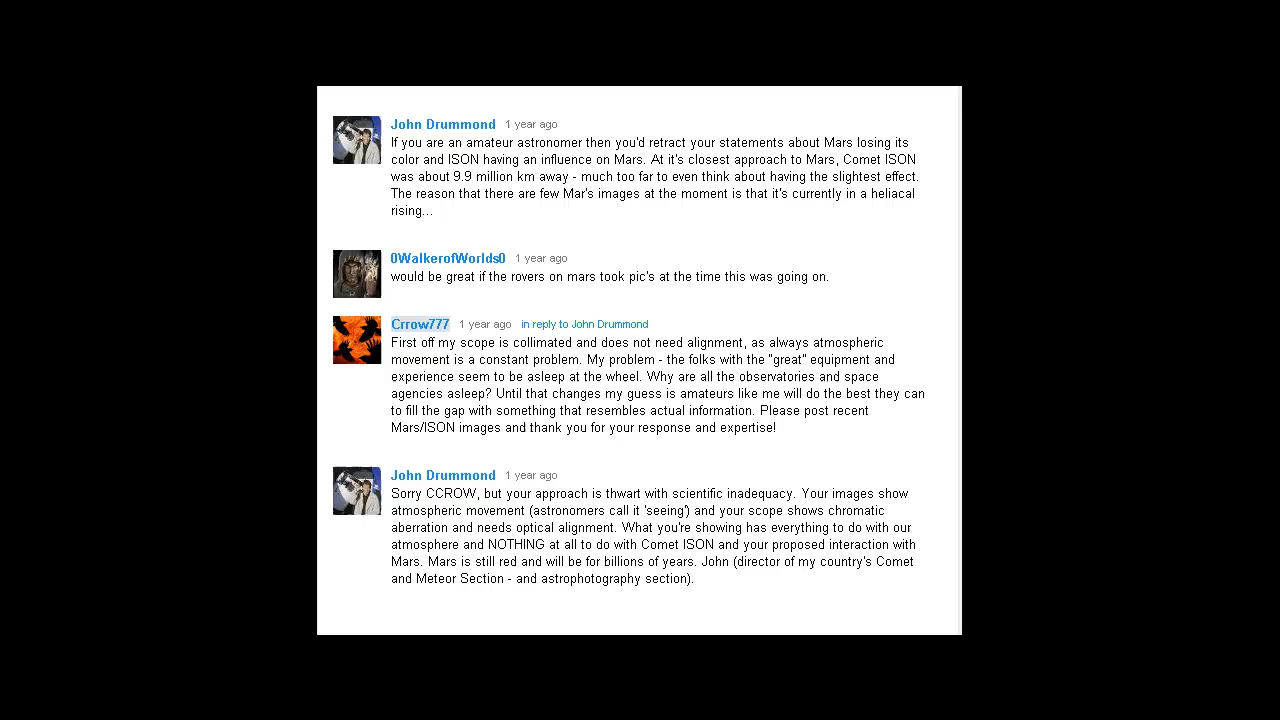 John Drummond 1 year ago
If you are an amateur astronomer then you'd retract your statements about Mars losing its
color and ISON having an influence on Mars. At it's closest approach to Mars, Comet ISON
was about 9.9 million km away - much too far to even think about having the slightest effect.
The reason that there are few Mar's images at the moment is that it's currently in a heliacal
rising...
0WalkerofWorlds0 1 year ago
would be great if the rovers on mars took pic's at the time this was going on.
Crrow777 1 year ago in reply to John Drummond
First off my scope is collimated and does not need alignment, as always atmospheric
movement is a constant problem. My problem - the folks with the "great" equipment and
experience seem to be asleep at the wheel. Why are all the observatories and space
agencies asleep? Until that changes my guess is amateurs like me will do the best they can
to fill the gap with something that resembles actual information. Please post recent
Mars/ISON images and thank you for your response and expertise!
John Drummond 1 year ago
Sorry CCROW, but your approach is thwart with scientific inadequacy. Your images show
atmospheric movement (astronomers call it 'seeing') and your scope shows chromatic
aberration and needs optical alignment. What you're showing has everything to do with our
atmosphere and NOTHING at all to do with Comet ISON and your proposed interaction with
Mars. Mars is still red and will be for billions of years. John (director of my country's Comet
and Meteor Section - and astrophotography section).